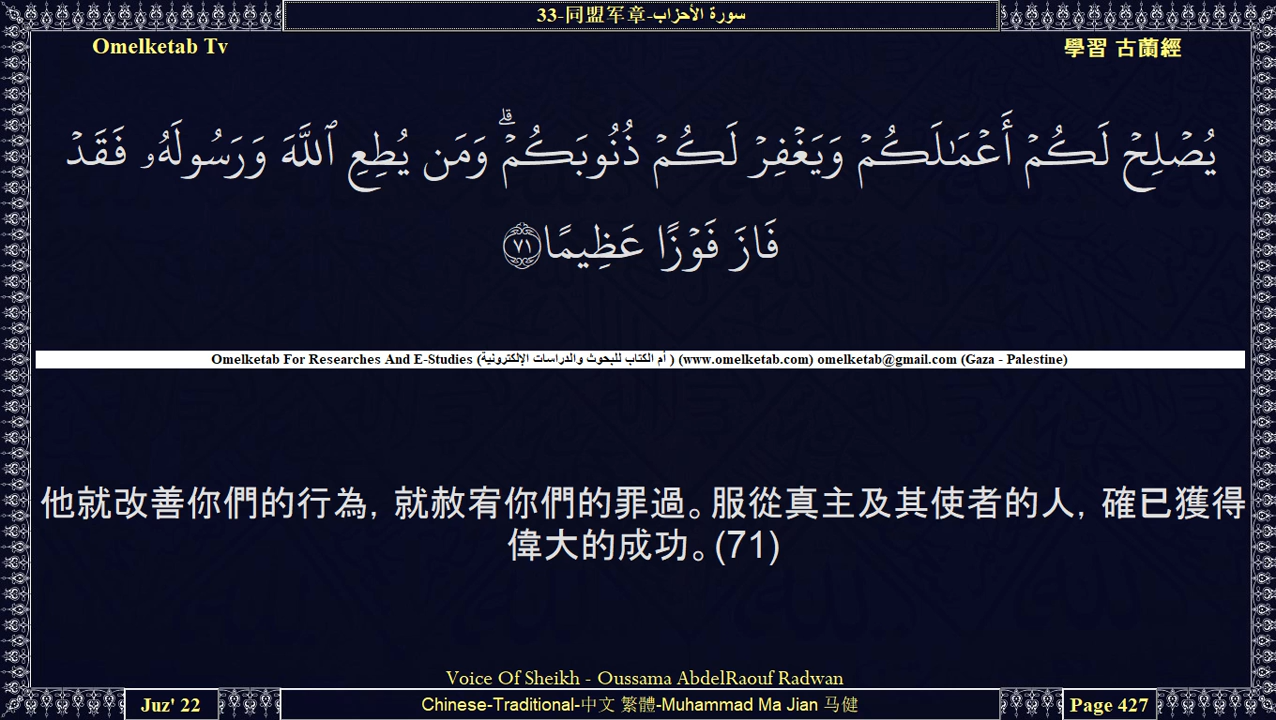 33-同盟军章-سورة الأحزاب
Omelketab Tv
學習 古蘭經
يُصۡلِحۡ لَكُمۡ أَعۡمَٰلَكُمۡ وَيَغۡفِرۡ لَكُمۡ ذُنُوبَكُمۡۗ وَمَن يُطِعِ ٱللَّهَ وَرَسُولَهُۥ فَقَدۡ
فَازَ فَوۡزًا عَظِيمًا ٧١
Omelketab For Researches And E-Studies (أم الكتاب للبحوث والدراسات الإلكترونية ) (www.omelketab.com) omelketab@gmail.com (Gaza - Palestine)
他就改善你們的行為，就赦宥你們的罪過。服從真主及其使者的人，確已獲得
偉大的成功。(71)
Voice Of Sheikh - Oussama AbdelRaouf Radwan
Juz' 22
Chinese-Traditional-中文 繁體-Muhammad Ma Jian 马健
Page 427